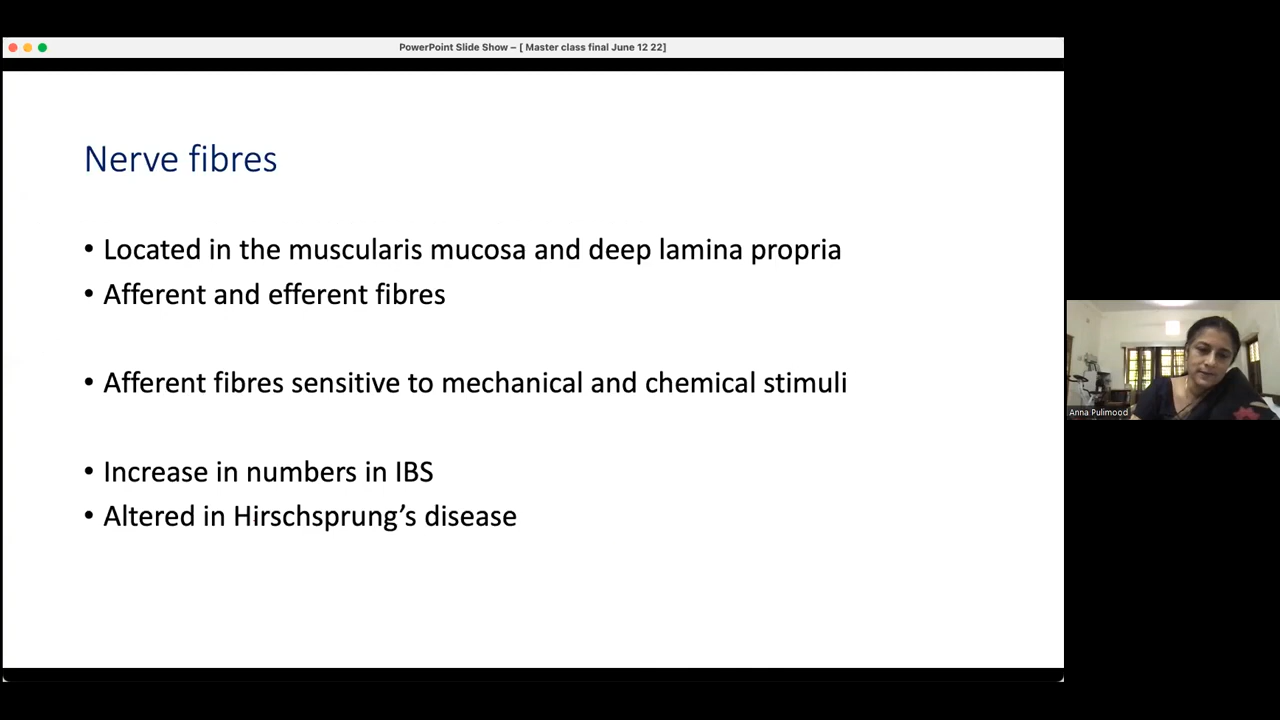 PowerPoint Slide Show – [ Master class final June 12 22]
Nerve fibres
• Located in the muscularis mucosa and deep lamina propria
• Afferent and efferent fibres
• Afferent fibres sensitive to mechanical and chemical stimuli
• Increase in numbers in IBS
• Altered in Hirschsprung’s disease
Anna Pulimood